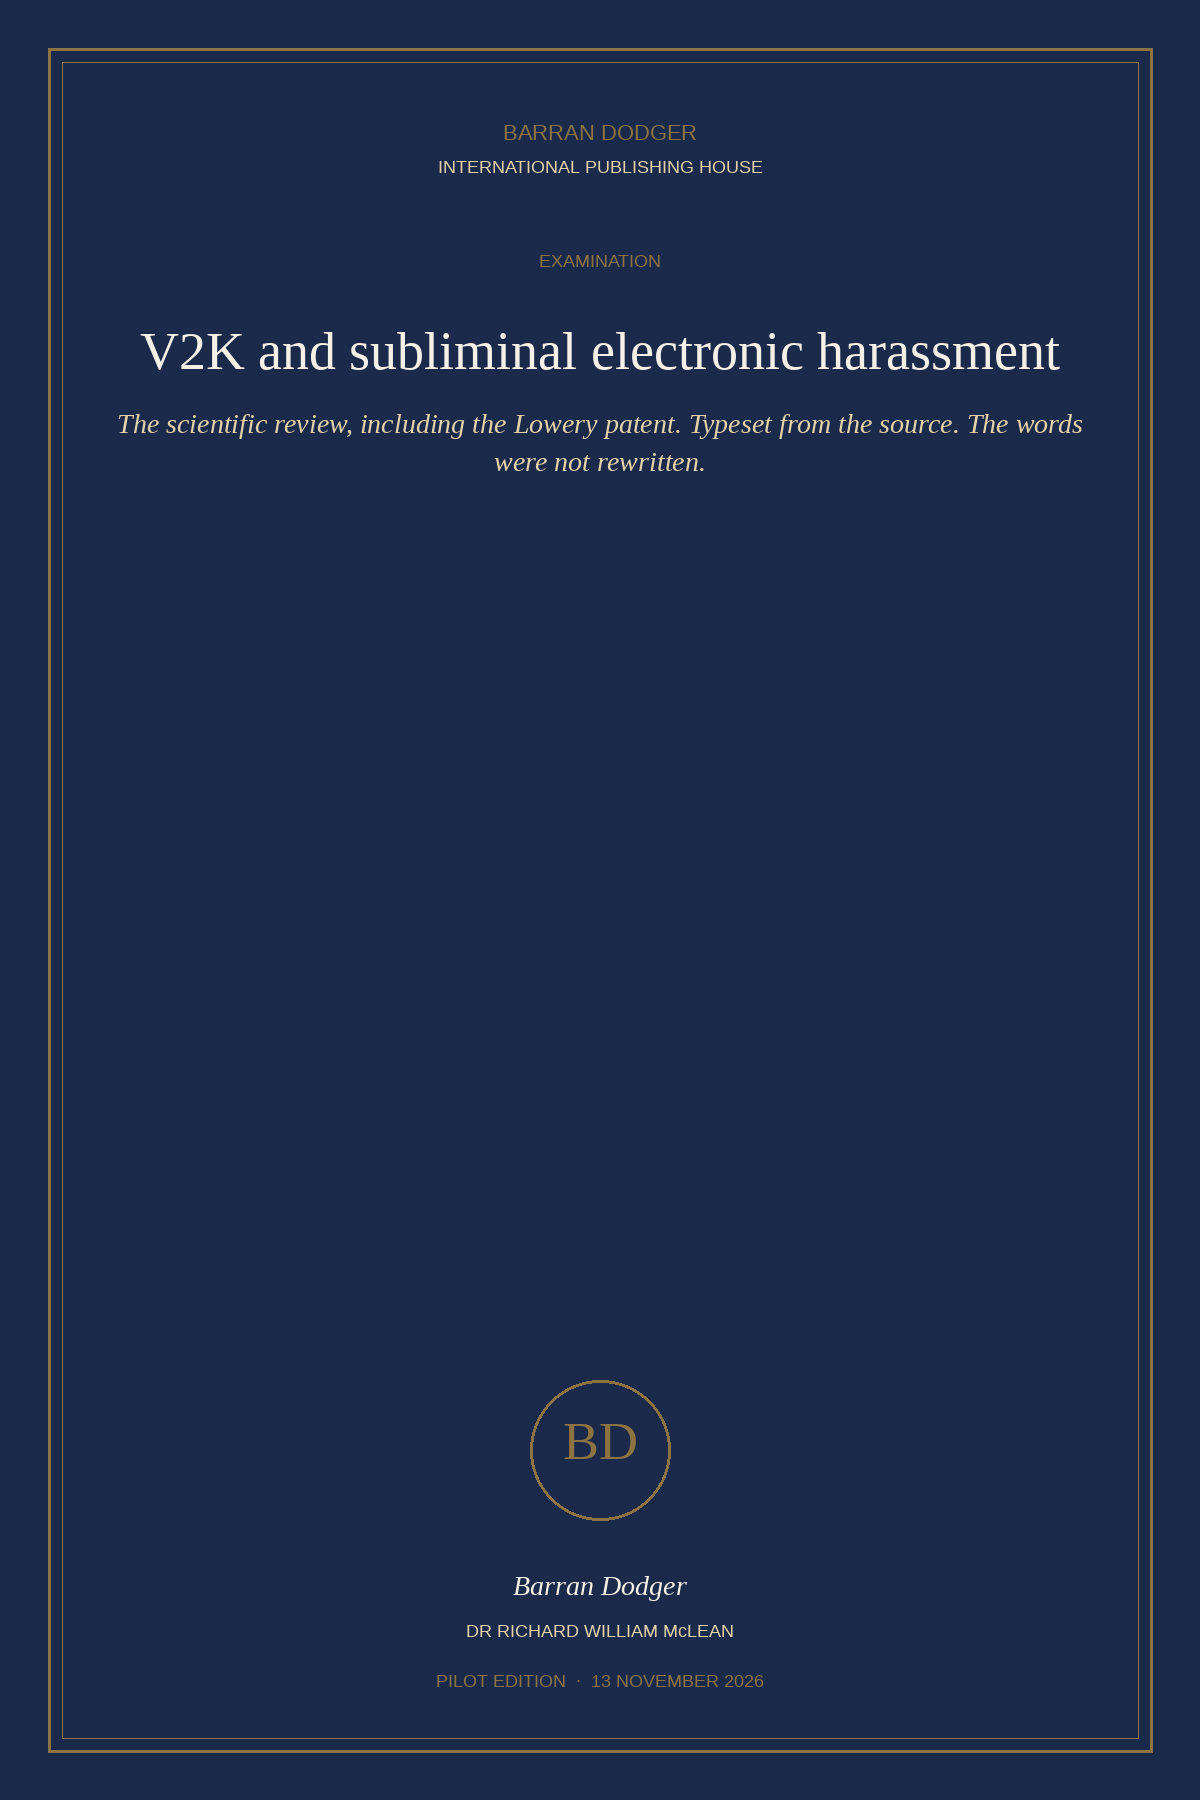 BARRAN DODGER
INTERNATIONAL PUBLISHING HOUSE
EXAMINATION
V2K and subliminal electronic harassment
The scientific review, including the Lowery patent. Typeset from the source. The words
were not rewritten.
BD
Barran Dodger
DR RICHARD WILLIAM McLEAN
PILOT EDITION · 13 NOVEMBER 2026